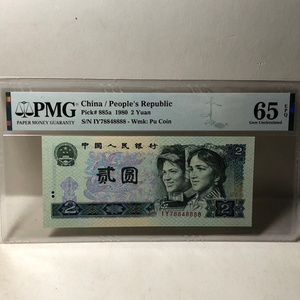 PMG
PAPER MONEY GUARANTY
China / People's Republic
Pick# 885a 1980 2 Yuan
S/N IY78848888 - Wmk: Pu Coin
65 EPQ
Gem Uncirculated
中国人民银行
2
贰圆
2
IY78848888
2